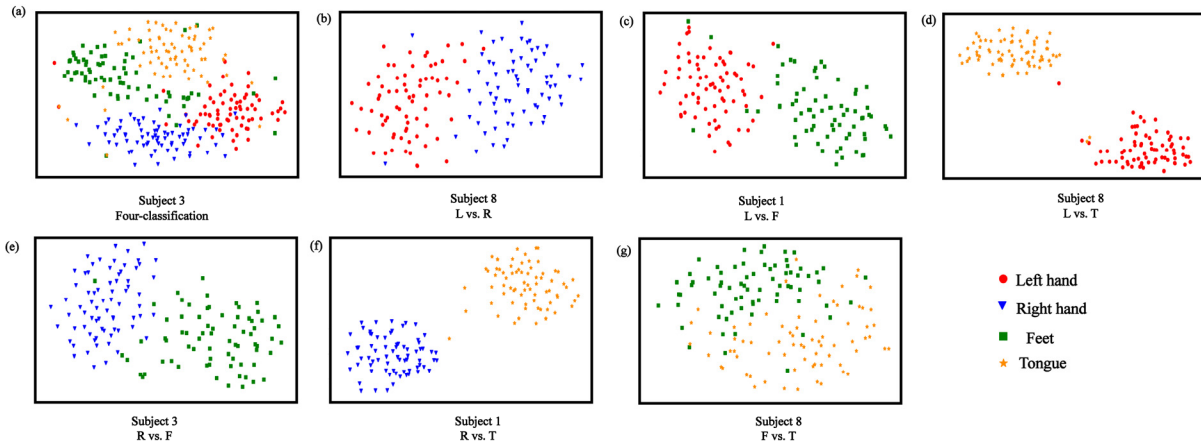 (a)
(b)
(c)
(d)
Subject 3
Four-classification
Subject 8
L vs. R
Subject 1
L vs. F
Subject 8
L vs. T
(e)
(f)
(g)
Subject 3
R vs. F
Subject 1
R vs. T
Subject 8
F vs. T
Left hand
Right hand
Feet
Tongue